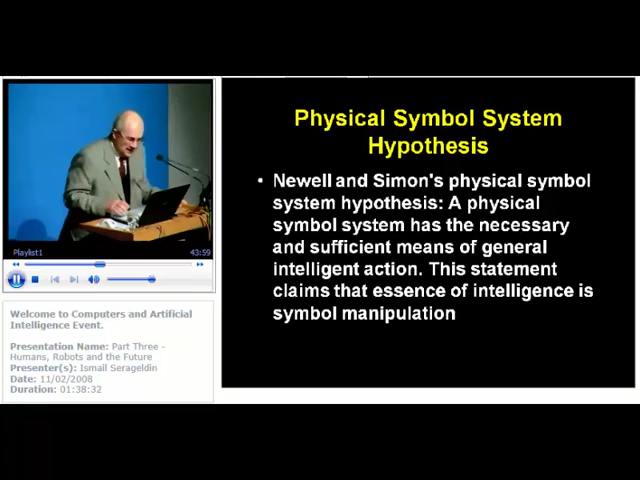 Physical Symbol System
Hypothesis
• Newell and Simon's physical symbol
system hypothesis: A physical
symbol system has the necessary
and sufficient means of general
intelligent action. This statement
claims that essence of intelligence is
symbol manipulation
Playlist1 43:59
Welcome to Computers and Artificial
Intelligence Event.
Presentation Name: Part Three -
Humans, Robots and the Future
Presenter(s): Ismail Serageldin
Date: 11/02/2008
Duration: 01:38:32